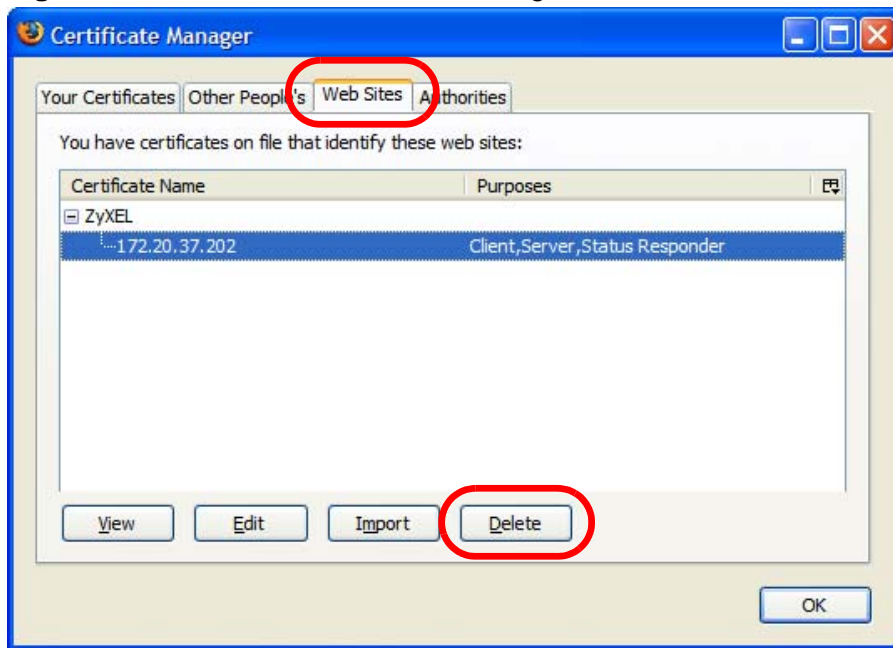 Certificate Manager
Your Certificates Other People's Web Sites Authorities
You have certificates on file that identify these web sites:
Certificate Name Purposes
ZyXEL
172.20.37.202 Client,Server,Status Responder
View Edit Import Delete
OK